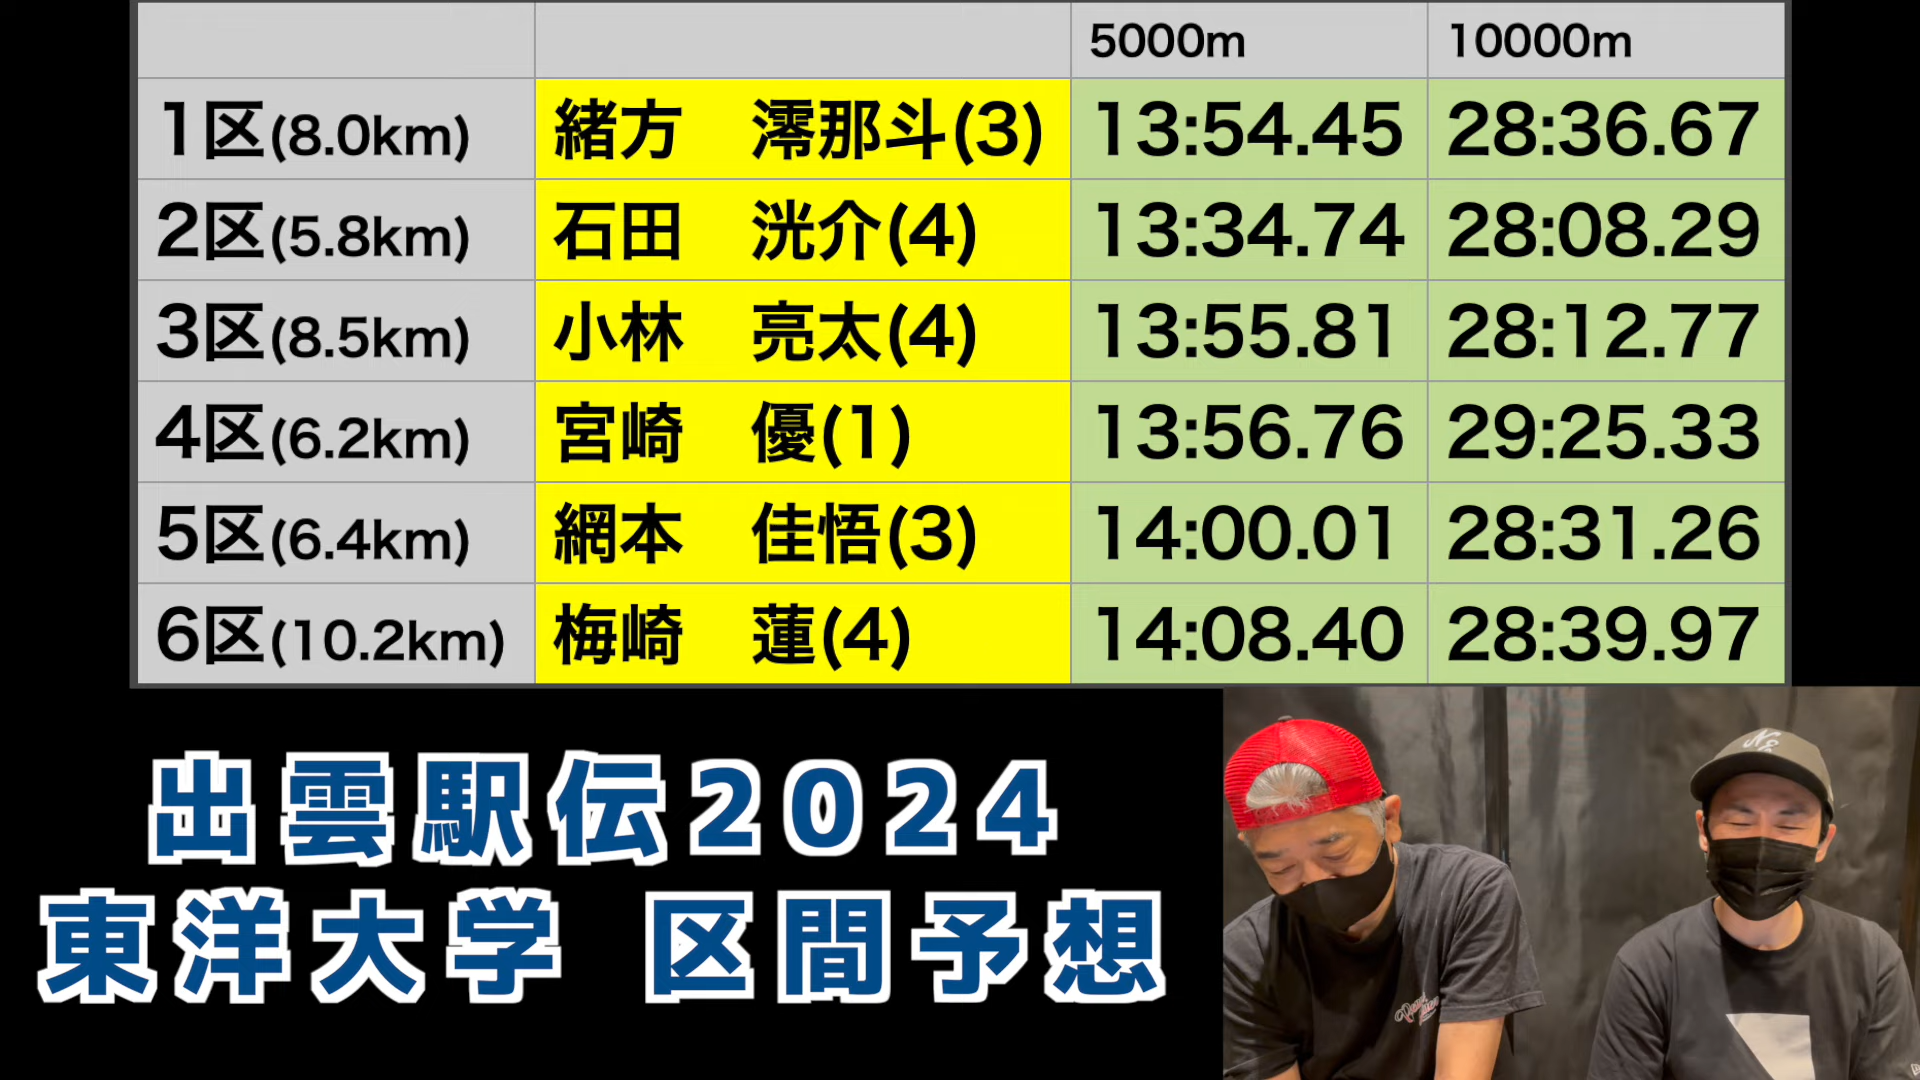 5000m 10000m
1区(8.0km) 緒方 澪那斗(3) 13:54.45 28:36.67
2区(5.8km) 石田 洸介(4) 13:34.74 28:08.29
3区(8.5km) 小林 亮太(4) 13:55.81 28:12.77
4区(6.2km) 宮崎 優(1) 13:56.76 29:25.33
5区(6.4km) 網本 佳悟(3) 14:00.01 28:31.26
6区(10.2km) 梅崎 蓮(4) 14:08.40 28:39.97
出雲駅伝2024
東洋大学 区間予想